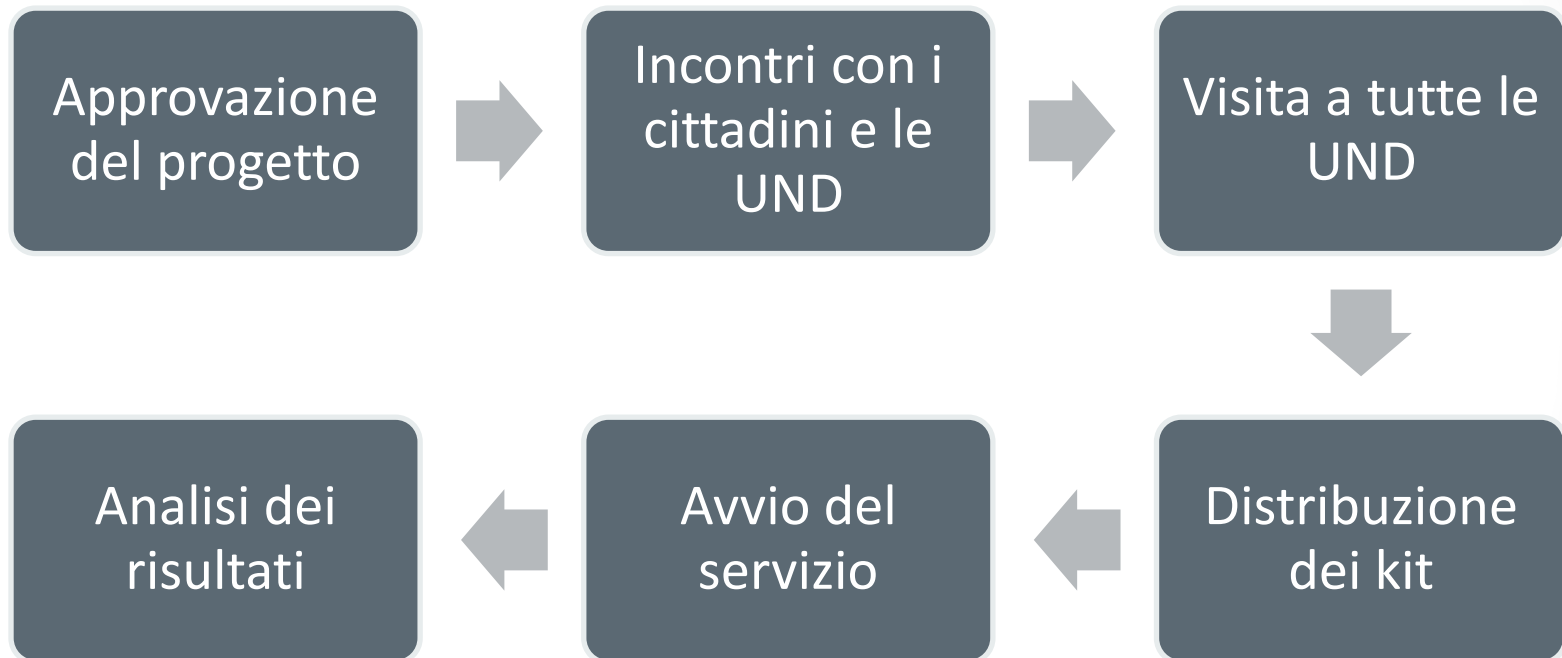 Approvazione
del progetto
Incontri con i
cittadini e le
UND
Visita a tutte le
UND
Distribuzione
dei kit
Avvio del
servizio
Analisi dei
risultati